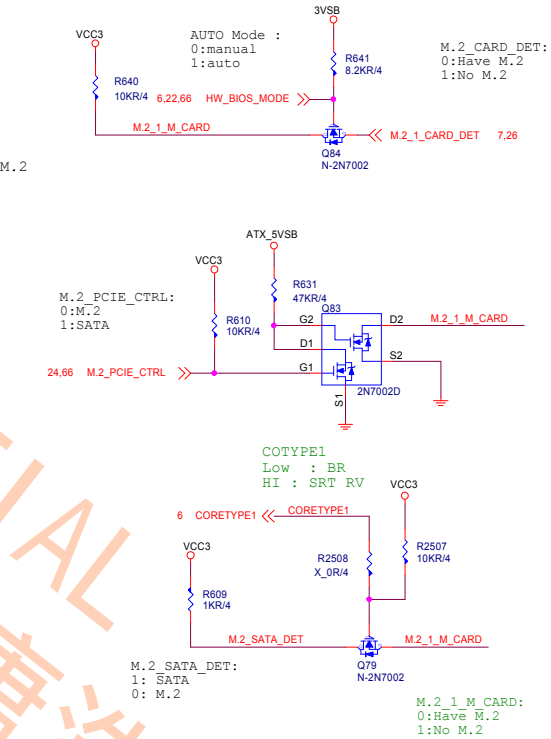 3VSB
VCC3
AUTO Mode :
0:manual
1:auto
R641
8.2KR/4
M.2_CARD_DET:
0:Have M.2
1:No M.2
R640
10KR/4
6,22,66 HW_BIOS_MODE
M.2_1_M_CARD
M.2_1_CARD_DET 7,26
Q84
N-2N7002
M.2
ATX_5VSB
VCC3
R631
47KR/4
M.2_PCIE_CTRL:
0:M.2
1:SATA
R610
10KR/4
Q83
G2
D2
M.2_1_M_CARD
D1
S2
G1
24,66 M.2_PCIE_CTRL
2N7002D
S1
COTYPE1
Low : BR
HI : SRT RV
VCC3
6 CORETYPE1
CORETYPE1
VCC3
R2508
X_0R/4
R2507
10KR/4
R609
1KR/4
M.2_SATA_DET
M.2_1_M_CARD
Q79
N-2N7002
M.2_SATA_DET:
1: SATA
0: M.2
M.2_1_M_CARD:
0:Have M.2
1:No M.2